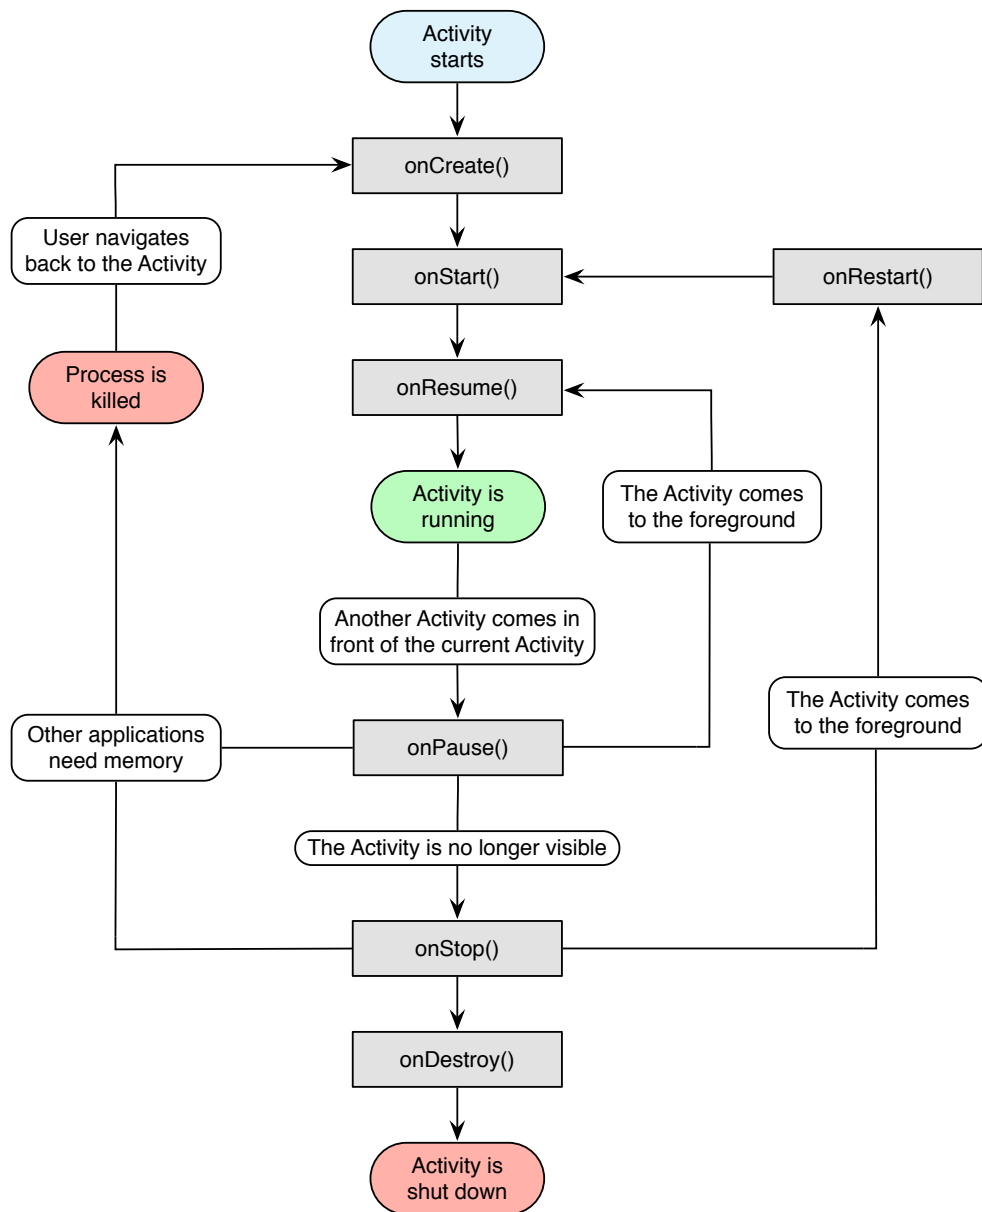 Activity
starts
onCreate()
User navigates
back to the Activity
onStart()
onRestart()
Process is
killed
onResume()
Activity is
running
The Activity comes
to the foreground
Another Activity comes in
front of the current Activity
The Activity comes
to the foreground
Other applications
need memory
onPause()
The Activity is no longer visible
onStop()
onDestroy()
Activity is
shut down